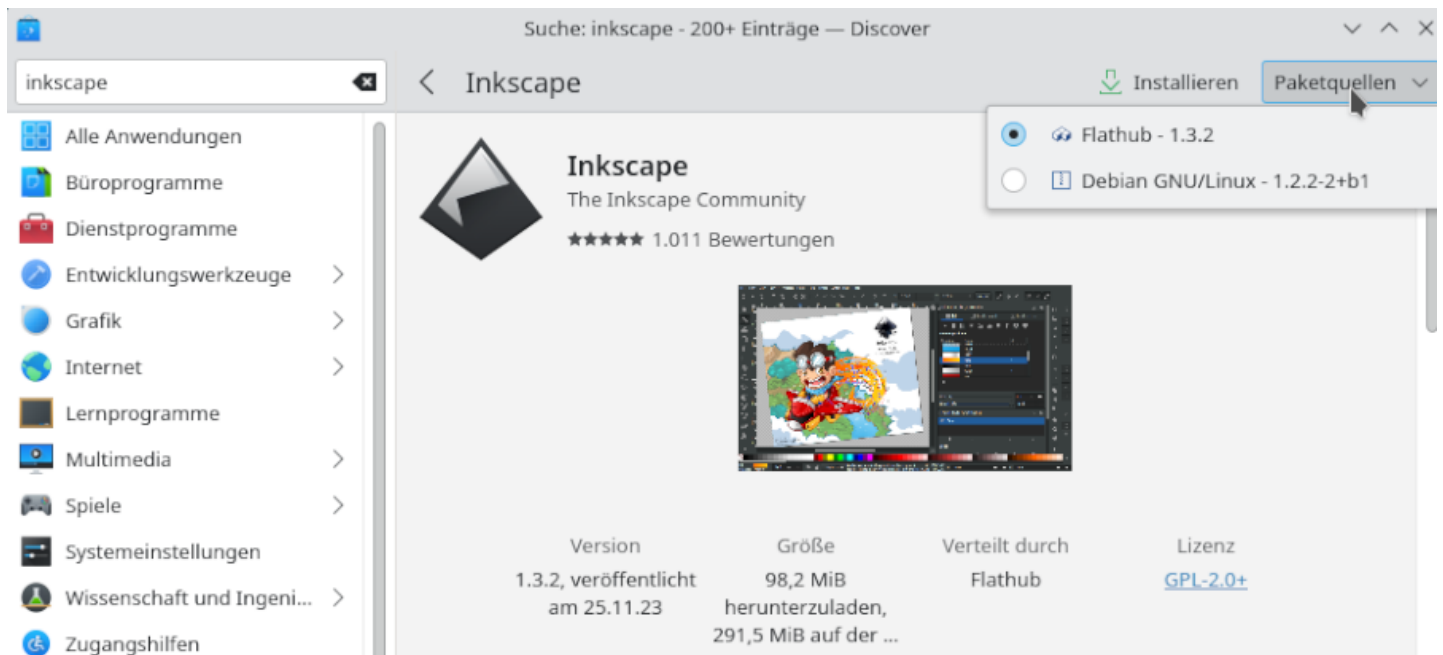 Suche: inkscape - 200+ Einträge — Discover
inkscape
Inkscape
Installieren
Paketquellen
Flathub - 1.3.2
Debian GNU/Linux - 1.2.2-2+b1
Alle Anwendungen
Büroprogramme
Dienstprogramme
Entwicklungswerkzeuge
Grafik
Internet
Lernprogramme
Multimedia
Spiele
Systemeinstellungen
Wissenschaft und Ingeni...
Zugangshilfen
Inkscape
The Inkscape Community
1.011 Bewertungen
Version
1.3.2, veröffentlicht
am 25.11.23
Größe
98,2 MiB
herunterzuladen,
291,5 MiB auf der ...
Verteilt durch
Flathub
Lizenz
GPL-2.0+